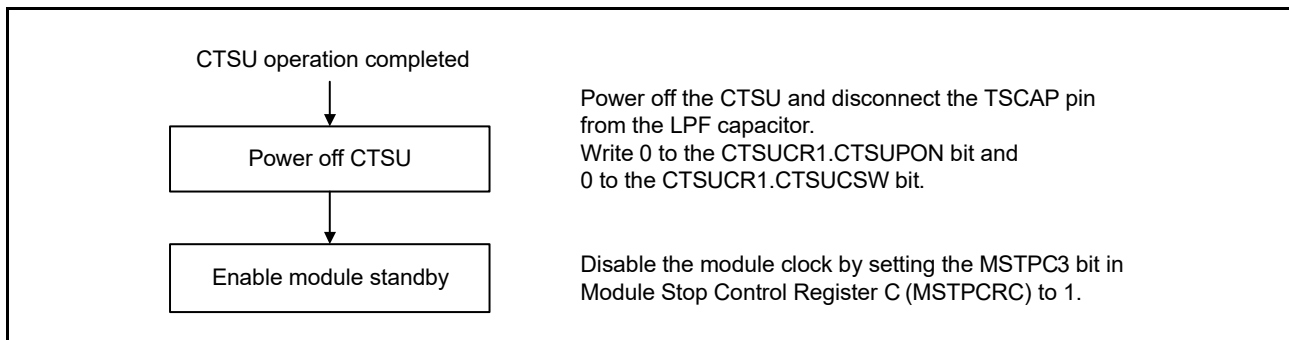 CTSU operation completed
Power off CTSU
Power off the CTSU and disconnect the TSCAP pin
from the LPF capacitor.
Write 0 to the CTSUCR1.CTSUPON bit and
0 to the CTSUCR1.CTSUCSW bit.
Enable module standby
Disable the module clock by setting the MSTPC3 bit in
Module Stop Control Register C (MSTPCRC) to 1.